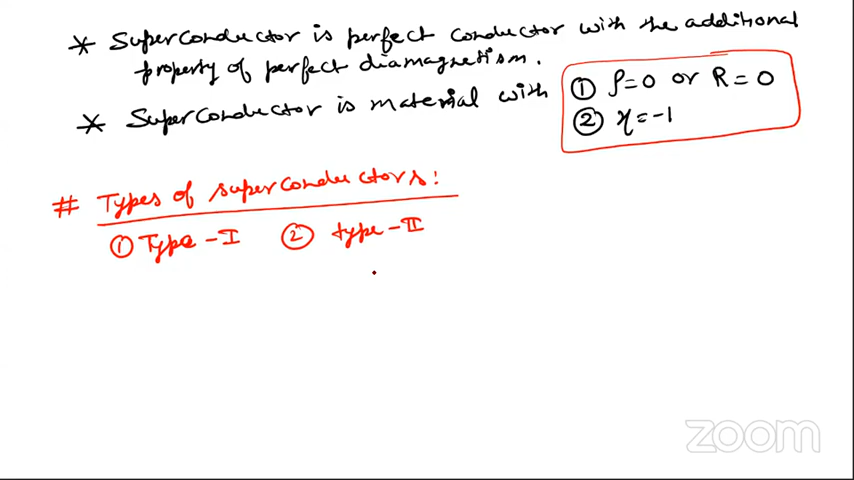 * Superconductor is perfect conductor with the additional
property of perfect diamagnetism.
* Superconductor is material with
① ρ=0 or R=0
② χ=-1
# Types of superconductors:
① Type-I ② type-II
zoom